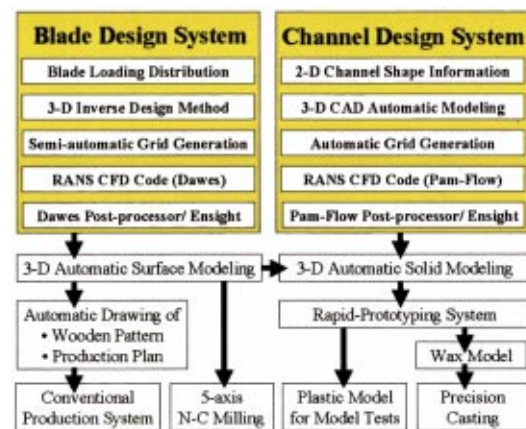 Blade Design System
Blade Loading Distribution
3-D Inverse Design Method
Semi-automatic Grid Generation
RANS CFD Code (Dawes)
Dawes Post-processor/ Ensight
Channel Design System
2-D Channel Shape Information
3-D CAD Automatic Modeling
Automatic Grid Generation
RANS CFD Code (Pam-Flow)
Pam-Flow Post-processor/ Ensight
3-D Automatic Surface Modeling
3-D Automatic Solid Modeling
Automatic Drawing of
• Wooden Pattern
• Production Plan
Rapid-Prototyping System
Wax Model
Conventional
Production System
5-axis
N-C Milling
Plastic Model
for Model Tests
Precision
Casting